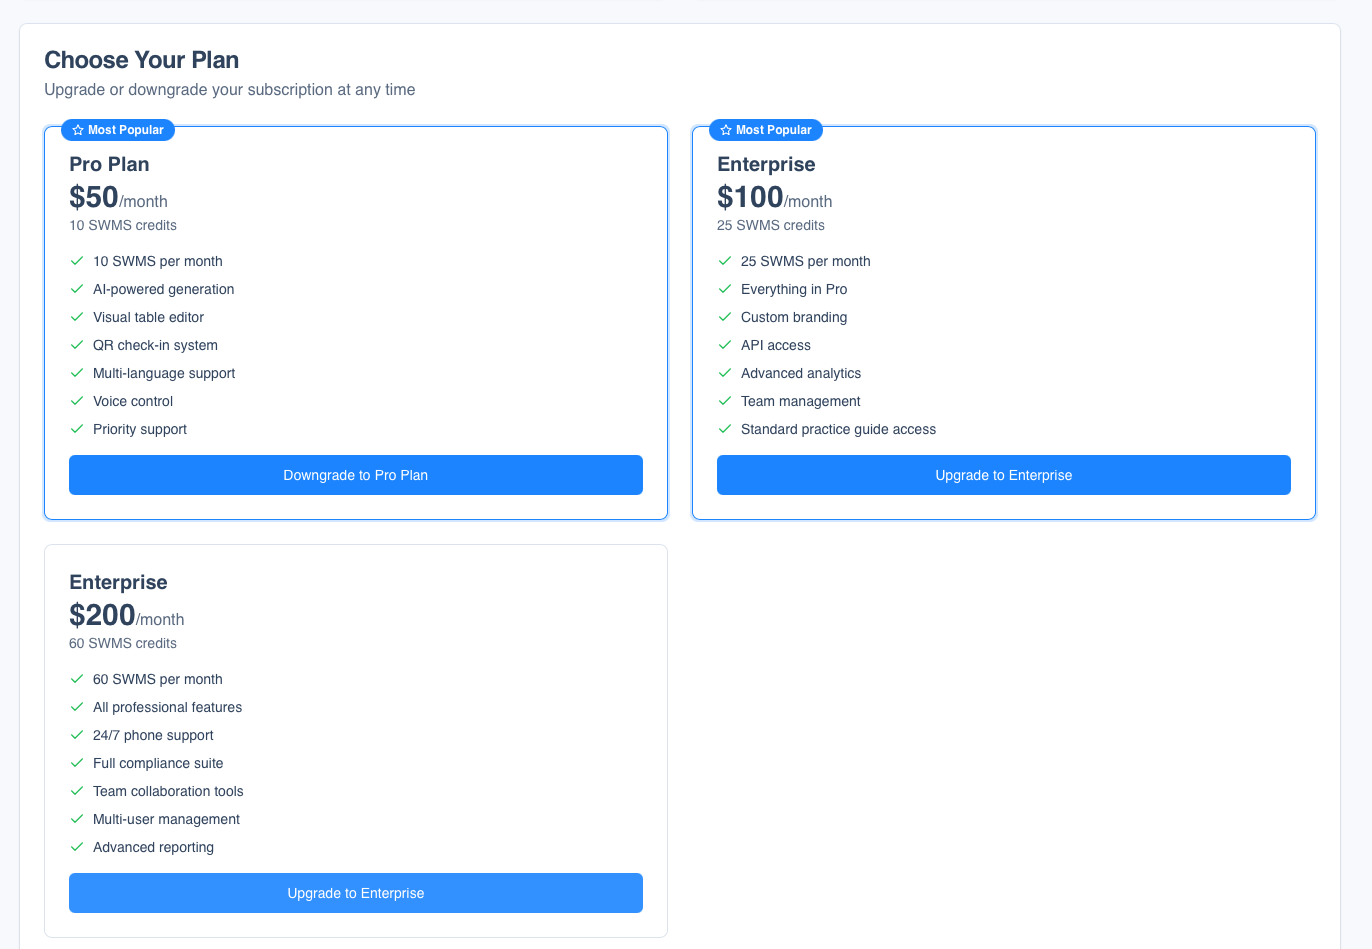 Choose Your Plan
Upgrade or downgrade your subscription at any time
Most Popular
Pro Plan
$50/month
10 SWMS credits
10 SWMS per month
AI-powered generation
Visual table editor
QR check-in system
Multi-language support
Voice control
Priority support
Downgrade to Pro Plan
Most Popular
Enterprise
$100/month
25 SWMS credits
25 SWMS per month
Everything in Pro
Custom branding
API access
Advanced analytics
Team management
Standard practice guide access
Upgrade to Enterprise
Enterprise
$200/month
60 SWMS credits
60 SWMS per month
All professional features
24/7 phone support
Full compliance suite
Team collaboration tools
Multi-user management
Advanced reporting
Upgrade to Enterprise